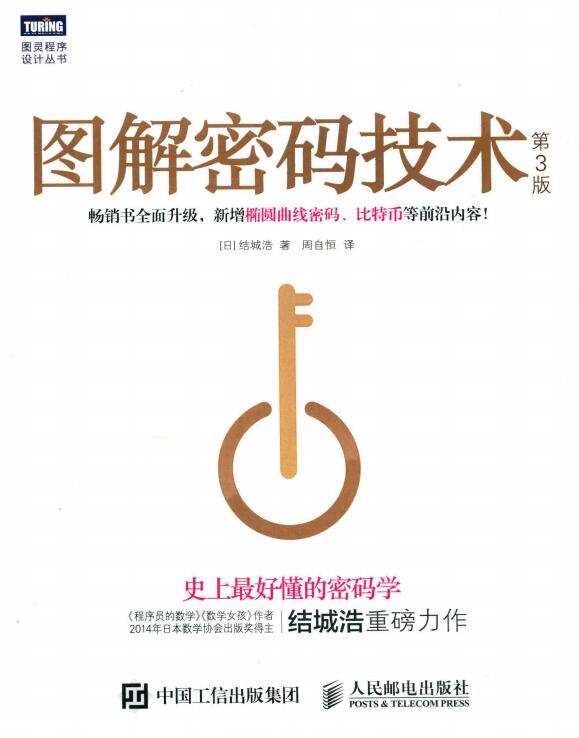 TURING
图灵程序
设计丛书
图解密码技术 第3版
畅销书全面升级，新增椭圆曲线密码、比特币等前沿内容！
[日]结城浩 著 周自恒 译
史上最好懂的密码学
《程序员的数学》《数学女孩》作者
2014年日本数学协会出版奖得主
结城浩重磅力作
中国工信出版集团
人民邮电出版社
POSTS & TELECOM PRESS